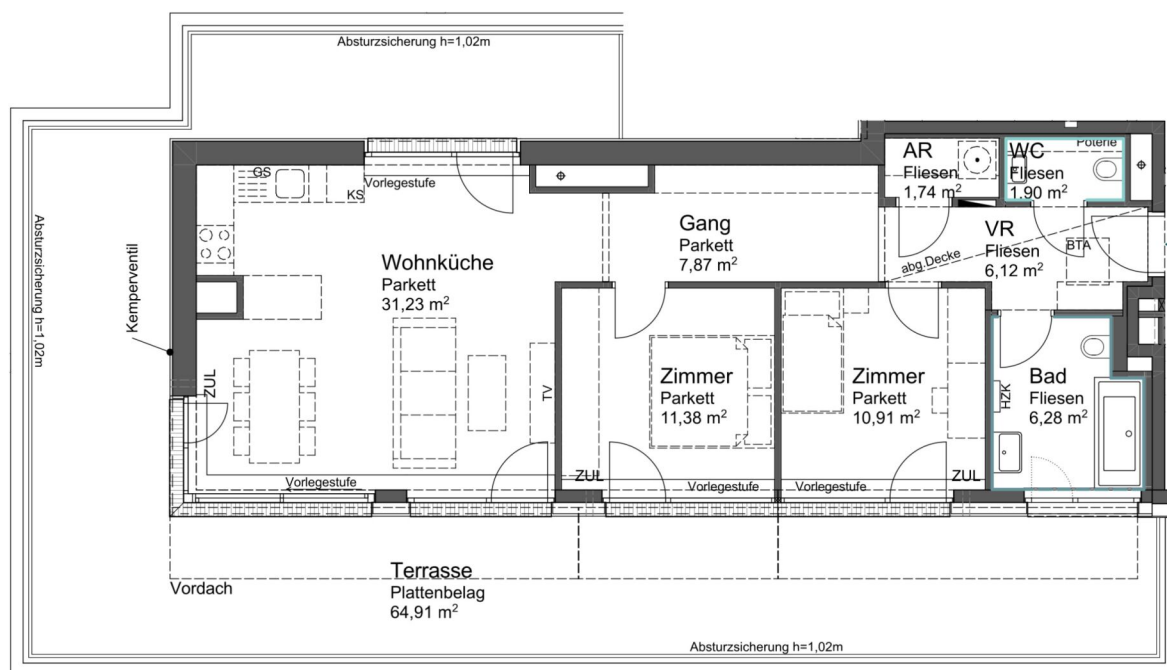 Absturzsicherung h=1,02m
Absturzsicherung h=1,02m
Kemperventil
GS
KS
Vorlegestufe
Wohnküche
Parkett
31,23 m²
ZUL
TV
Vorlegestufe
Gang
Parkett
7,87 m²
AR
Fliesen
1,74 m²
WC
Poterie
Fliesen
1.90 m²
VR
Fliesen
6,12 m²
BTA
abg.Decke
Zimmer
Parkett
11,38 m²
ZUL
Vorlegestufe
Zimmer
Parkett
10,91 m²
Vorlegestufe
ZUL
Bad
Fliesen
6,28 m²
HZK
Vordach
Terrasse
Plattenbelag
64,91 m²
Absturzsicherung h=1,02m